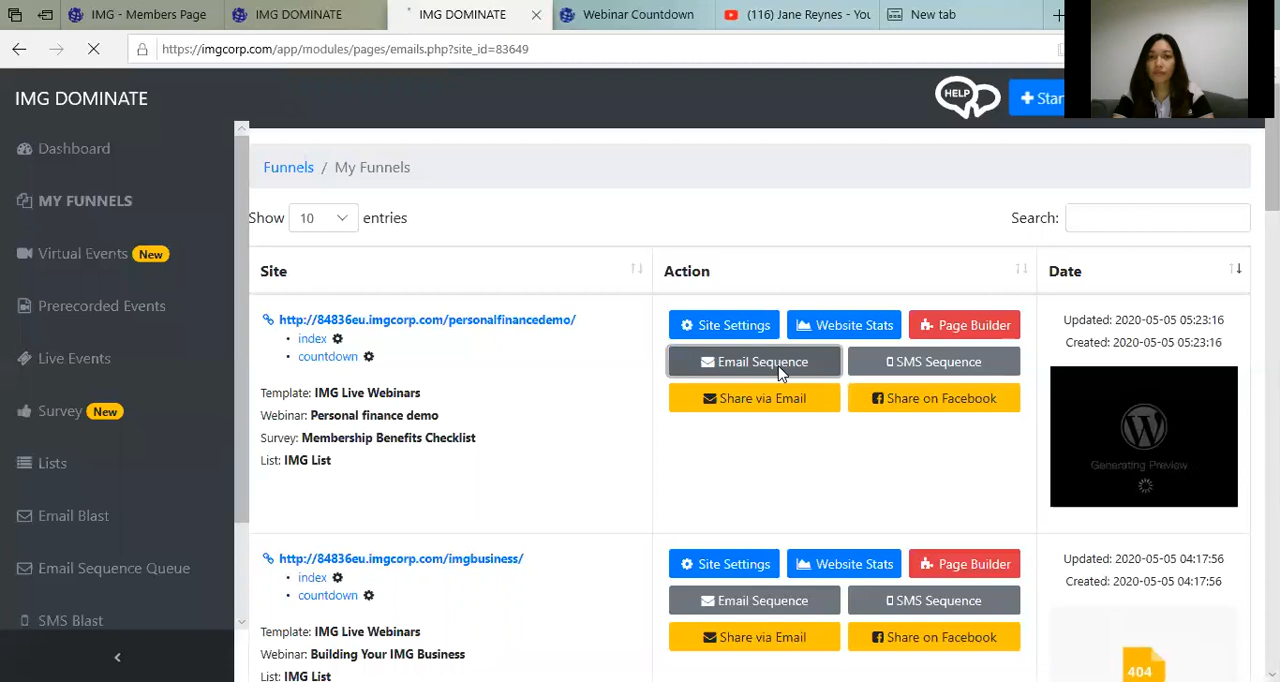 IMG - Members Page
IMG DOMINATE
IMG DOMINATE
Webinar Countdown
(116) Jane Reynes - You
New tab
https://imgcorp.com/app/modules/pages/emails.php?site_id=83649
IMG DOMINATE
HELP
Star
Dashboard
MY FUNNELS
Virtual Events New
Prerecorded Events
Live Events
Survey New
Lists
Email Blast
Email Sequence Queue
SMS Blast
Funnels / My Funnels
Show 10 entries
Search:
Site
Action
Date
http://84836eu.imgcorp.com/personalfinancedemo/
index
countdown
Template: IMG Live Webinars
Webinar: Personal finance demo
Survey: Membership Benefits Checklist
List: IMG List
Site Settings
Website Stats
Page Builder
Email Sequence
SMS Sequence
Share via Email
Share on Facebook
Updated: 2020-05-05 05:23:16
Created: 2020-05-05 05:23:16
Generating Preview
http://84836eu.imgcorp.com/imgbusiness/
index
countdown
Template: IMG Live Webinars
Webinar: Building Your IMG Business
List: IMG List
Site Settings
Website Stats
Page Builder
Email Sequence
SMS Sequence
Share via Email
Share on Facebook
Updated: 2020-05-05 04:17:56
Created: 2020-05-05 04:17:56
404